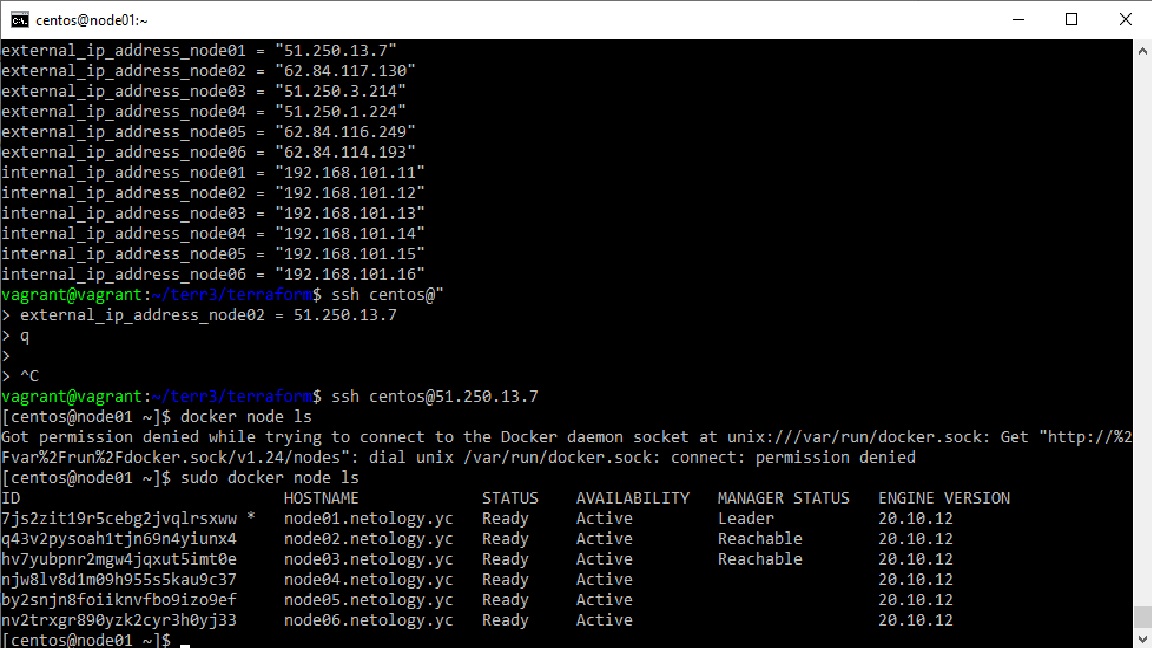 centos@node01:~
external_ip_address_node01 = "51.250.13.7"
external_ip_address_node02 = "62.84.117.130"
external_ip_address_node03 = "51.250.3.214"
external_ip_address_node04 = "51.250.1.224"
external_ip_address_node05 = "62.84.116.249"
external_ip_address_node06 = "62.84.114.193"
internal_ip_address_node01 = "192.168.101.11"
internal_ip_address_node02 = "192.168.101.12"
internal_ip_address_node03 = "192.168.101.13"
internal_ip_address_node04 = "192.168.101.14"
internal_ip_address_node05 = "192.168.101.15"
internal_ip_address_node06 = "192.168.101.16"
vagrant@vagrant:~/terr3/terraform$ ssh centos@"
> external_ip_address_node02 = 51.250.13.7
> q
>
> ^C
vagrant@vagrant:~/terr3/terraform$ ssh centos@51.250.13.7
[centos@node01 ~]$ docker node ls
Got permission denied while trying to connect to the Docker daemon socket at unix:///var/run/docker.sock: Get "http://%2
Fvar%2Frun%2Fdocker.sock/v1.24/nodes": dial unix /var/run/docker.sock: connect: permission denied
[centos@node01 ~]$ sudo docker node ls
ID HOSTNAME STATUS AVAILABILITY MANAGER STATUS ENGINE VERSION
7js2zit19r5cebg2jvqlrsxww * node01.netology.yc Ready Active Leader 20.10.12
q43v2pysoah1tjn69n4yiunx4 node02.netology.yc Ready Active Reachable 20.10.12
hv7yubpnr2mgw4jqxut5imt0e node03.netology.yc Ready Active Reachable 20.10.12
njw8lv8d1m09h955s5kau9c37 node04.netology.yc Ready Active 20.10.12
by2snjn8foiiknvfbo9izo9ef node05.netology.yc Ready Active 20.10.12
nv2trxgr890yzk2cyr3h0yj33 node06.netology.yc Ready Active 20.10.12
[centos@node01 ~]$